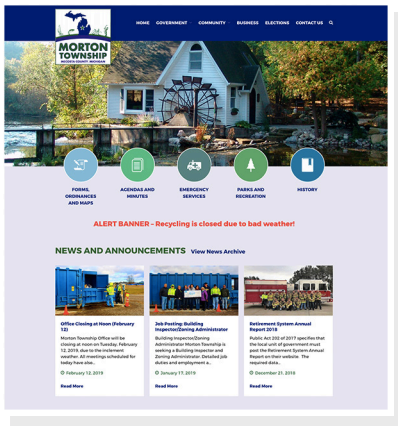 HOME GOVERNMENT COMMUNITY BUSINESS ELECTIONS CONTACT US
MORTON
TOWNSHIP
MECOSTA COUNTY, MICHIGAN
FORMS,
ORDINANCES
AND MAPS
AGENDAS AND
MINUTES
EMERGENCY
SERVICES
PARKS AND
RECREATION
HISTORY
ALERT BANNER – Recycling is closed due to bad weather!
NEWS AND ANNOUNCEMENTS View News Archive
Office Closing at Noon (February
12)
Morton Township Office will be
closing at noon on Tuesday, February
12, 2019, due to the inclement
weather. All meetings scheduled for
today have also...
February 12, 2019
Read More
Job Posting: Building
Inspector/Zoning Administrator
Building Inspector/Zoning
Administrator Morton Township is
seeking a Building Inspector and
Zoning Administrator. Detailed job
duties and employment a...
January 17, 2019
Read More
Retirement System Annual
Report 2018
Public Act 202 of 2017 specifies that
the local unit of government must
post the Retirement System Annual
Report on their website. The
required data...
December 21, 2018
Read More